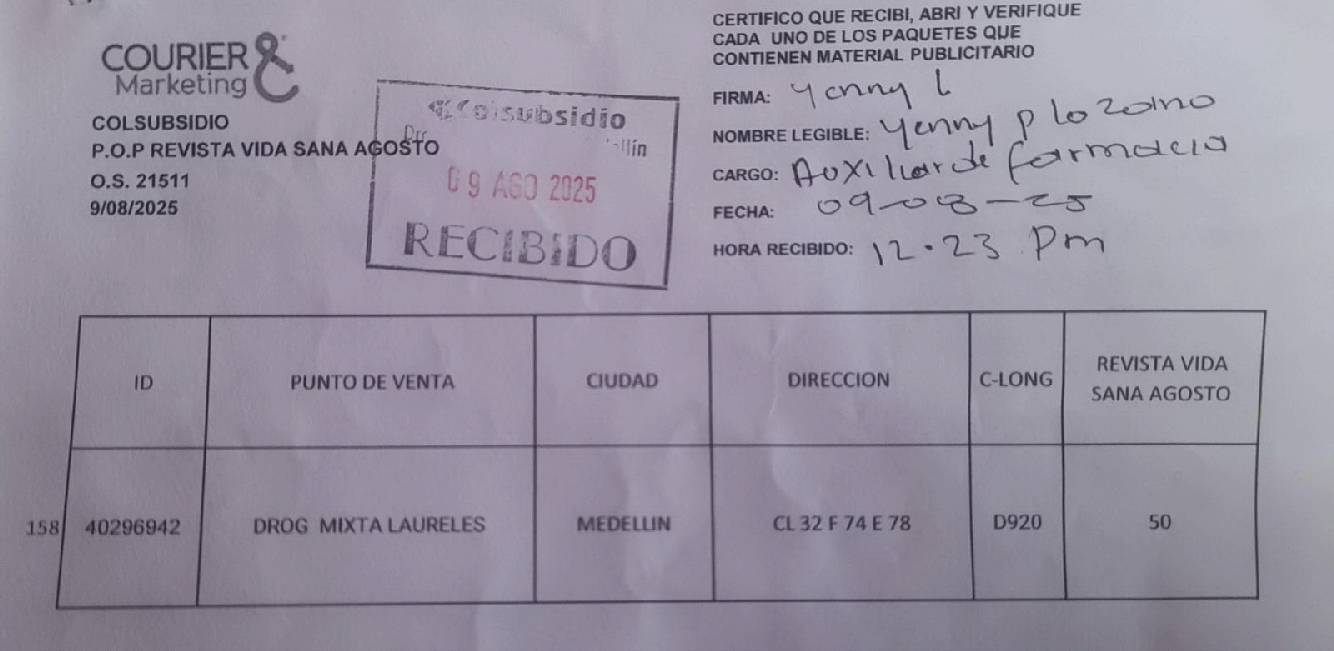 COURIER &
Marketing
COLSUBSIDIO
P.O.P REVISTA VIDA SANA AGOSTO
O.S. 21511
9/08/2025
Colsubsidio
09 AGO 2025
RECIBIDO
CERTIFICO QUE RECIBI, ABRI Y VERIFIQUE
CADA UNO DE LOS PAQUETES QUE
CONTIENEN MATERIAL PUBLICITARIO
FIRMA: Yenny L
NOMBRE LEGIBLE: Yenny p lozano
CARGO: Auxiliar de farmacia
FECHA: 09-08-25
HORA RECIBIDO: 12.23 pm
ID PUNTO DE VENTA CIUDAD DIRECCION C-LONG REVISTA VIDA
SANA AGOSTO
158 40296942 DROG MIXTA LAURELES MEDELLIN CL 32 F 74 E 78 D920 50